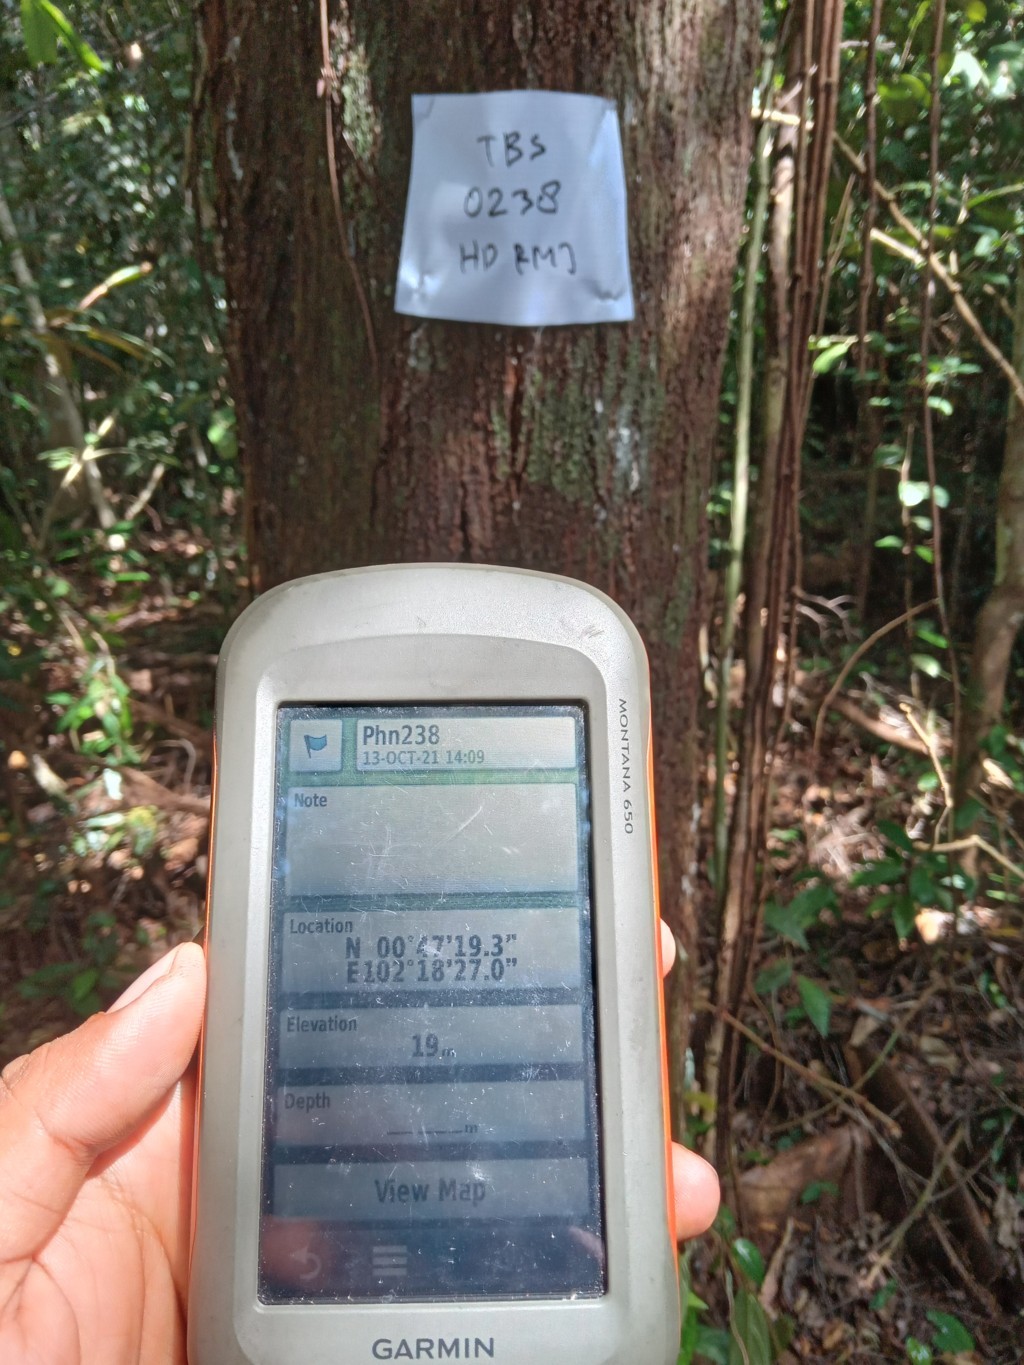 TBS
0238
HD RMJ
MONTANA 650
Phn238
13-OCT-21 14:09
Note
Location
N 00°47'19.3"
E102°18'27.0"
Elevation
19m
Depth
_____m
View Map
GARMIN